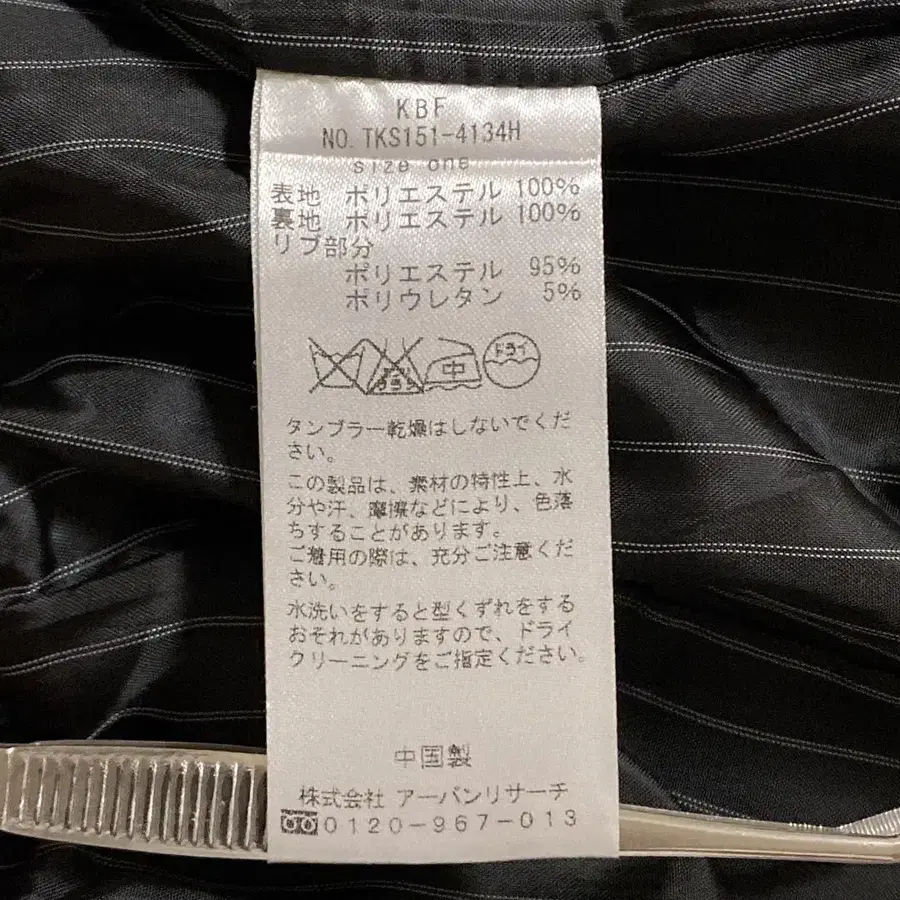 KBF
NO. TKS151-4134H
size one
表地 ポリエステル 100%
裏地 ポリエステル 100%
リブ部分
ポリエステル 95%
ポリウレタン 5%
中 ドライ
タンブラー乾燥はしないでくだ
さい。
この製品は、素材の特性上、水
分や汗、摩擦などにより、色落
ちすることがあります。
ご着用の際は、充分ご注意くだ
さい。
水洗いをすると型くずれをする
おそれがありますので、ドライ
クリーニングをご指定ください。
中国製
株式会社 アーバンリサーチ
0120-967-013